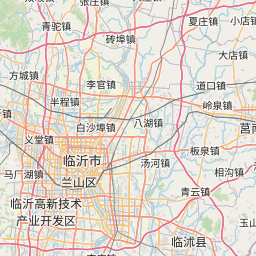 张庄镇
夏庄镇
小店镇
青驼镇
砖埠镇
大店镇
方城镇
李官镇
道口镇
半程镇
岭泉镇
白沙埠镇
八湖镇
莒南
义堂镇
临沂市
汤河镇
板泉镇
马厂湖镇
兰山区
相沟镇
青云镇
临沂高新技术
产业开发区
玉山
临沭县